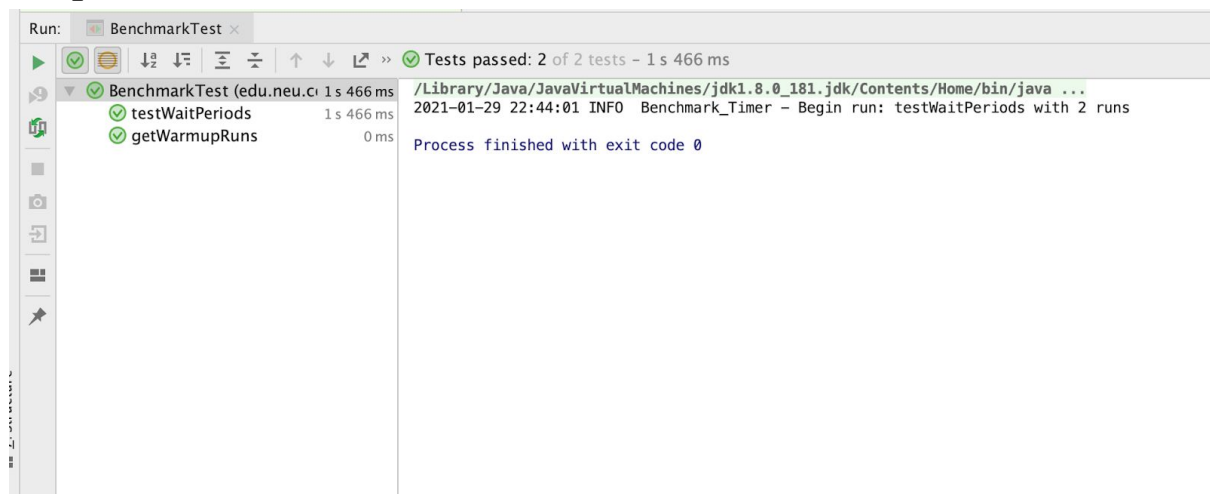 Run: BenchmarkTest
Tests passed: 2 of 2 tests – 1 s 466 ms
BenchmarkTest (edu.neu.c 1 s 466 ms
testWaitPeriods 1 s 466 ms
getWarmupRuns 0 ms
/Library/Java/JavaVirtualMachines/jdk1.8.0_181.jdk/Contents/Home/bin/java ...
2021-01-29 22:44:01 INFO  Benchmark_Timer – Begin run: testWaitPeriods with 2 runs
Process finished with exit code 0